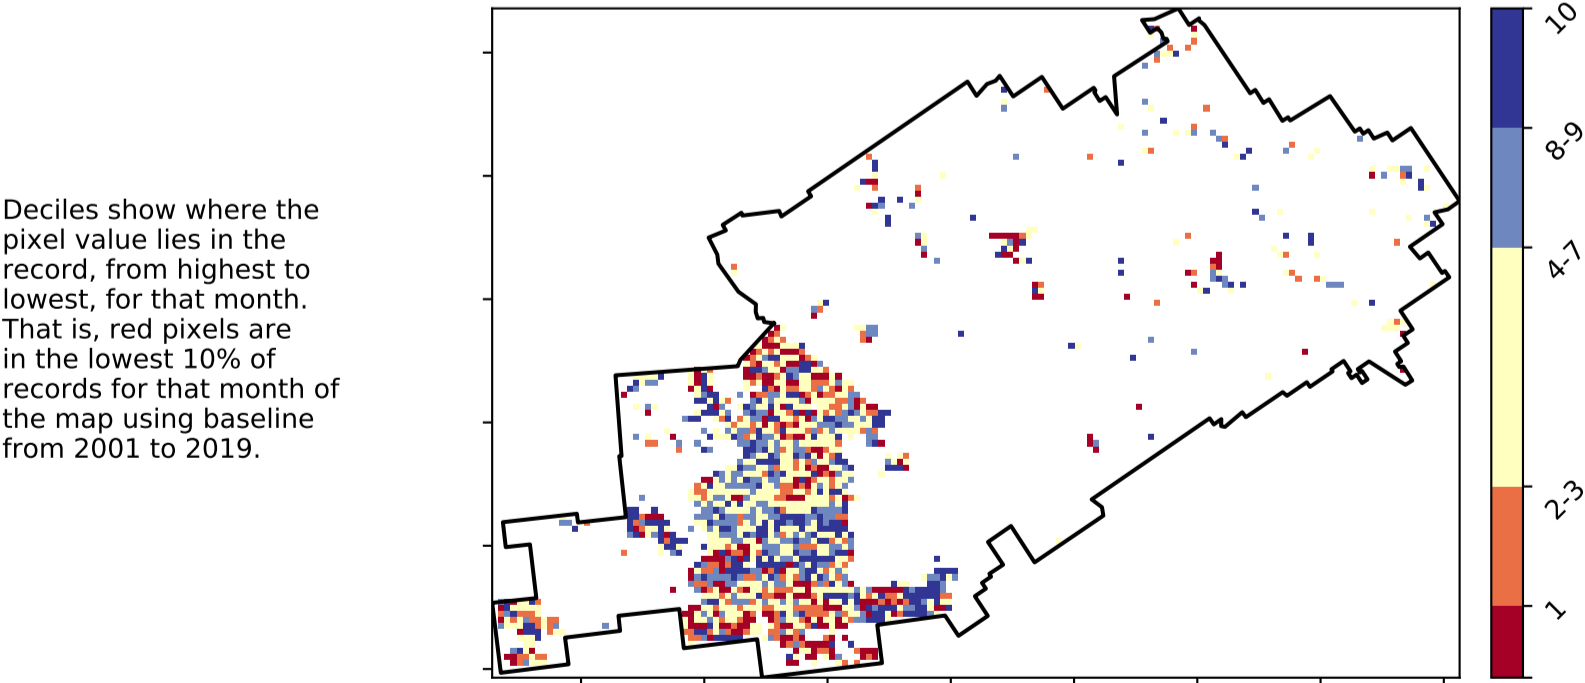 Deciles show where the
pixel value lies in the
record, from highest to
lowest, for that month.
That is, red pixels are
in the lowest 10% of
records for that month of
the map using baseline
from 2001 to 2019.
10
8-9
4-7
2-3
1